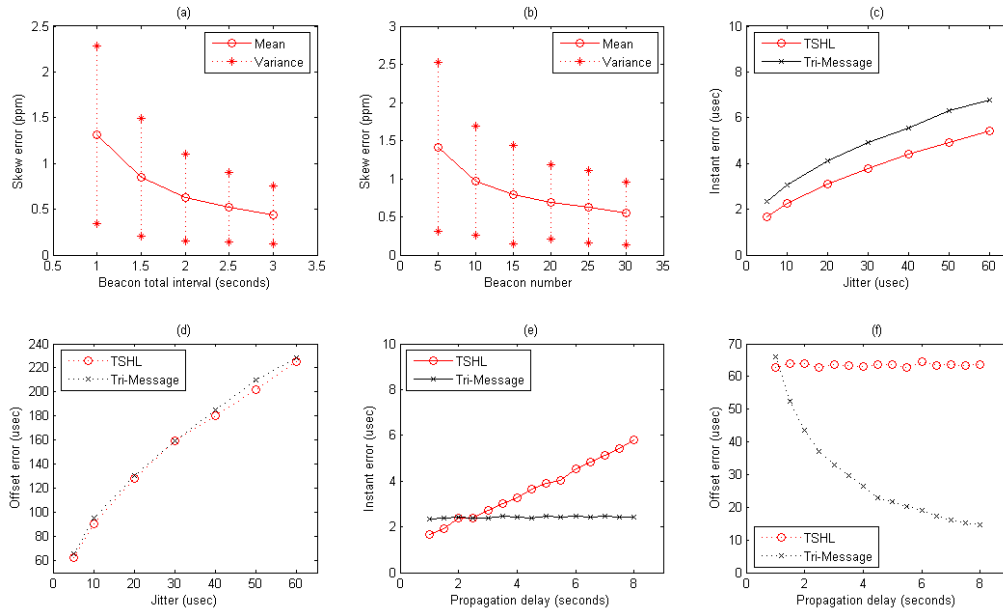 (a)
2.5
2
1.5
1
0.5
0
Skew error (ppm)
Mean
Variance
0.5 1 1.5 2 2.5 3 3.5
Beacon total interval (seconds)
(b)
3
2.5
2
1.5
1
0.5
0
Skew error (ppm)
Mean
Variance
0 5 10 15 20 25 30 35
Beacon number
(c)
10
8
6
4
2
0
Instant error (usec)
TSHL
Tri-Message
0 10 20 30 40 50 60
Jitter (usec)
(d)
240
220
200
180
160
140
120
100
80
60
Offset error (usec)
TSHL
Tri-Message
0 10 20 30 40 50 60
Jitter (usec)
(e)
10
8
6
4
2
0
Instant error (usec)
TSHL
Tri-Message
0 2 4 6 8
Propagation delay (seconds)
(f)
70
60
50
40
30
20
10
0
Offset error (usec)
TSHL
Tri-Message
0 2 4 6 8
Propagation delay (seconds)